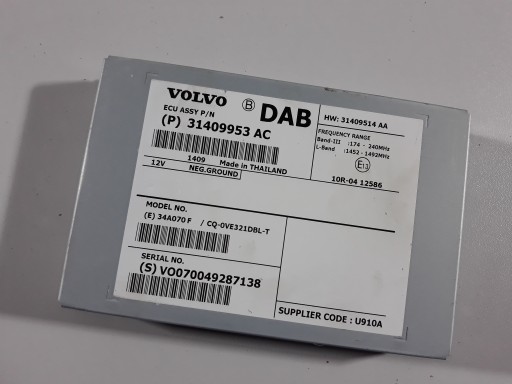 VOLVO B DAB
ECU ASSY P/N
(P) 31409953 AC
1409 Made in THAILAND
12V NEG.GROUND
HW: 31409514 AA
FREQUENCY RANGE
Band-III :174 - 240MHz
L-Band :1452 - 1492MHz
E13
10R-04 12586
MODEL NO.
(E) 34A070 F / CQ-0VE321DBL-T
SERIAL NO.
(S) VO070049287138
SUPPLIER CODE : U910A